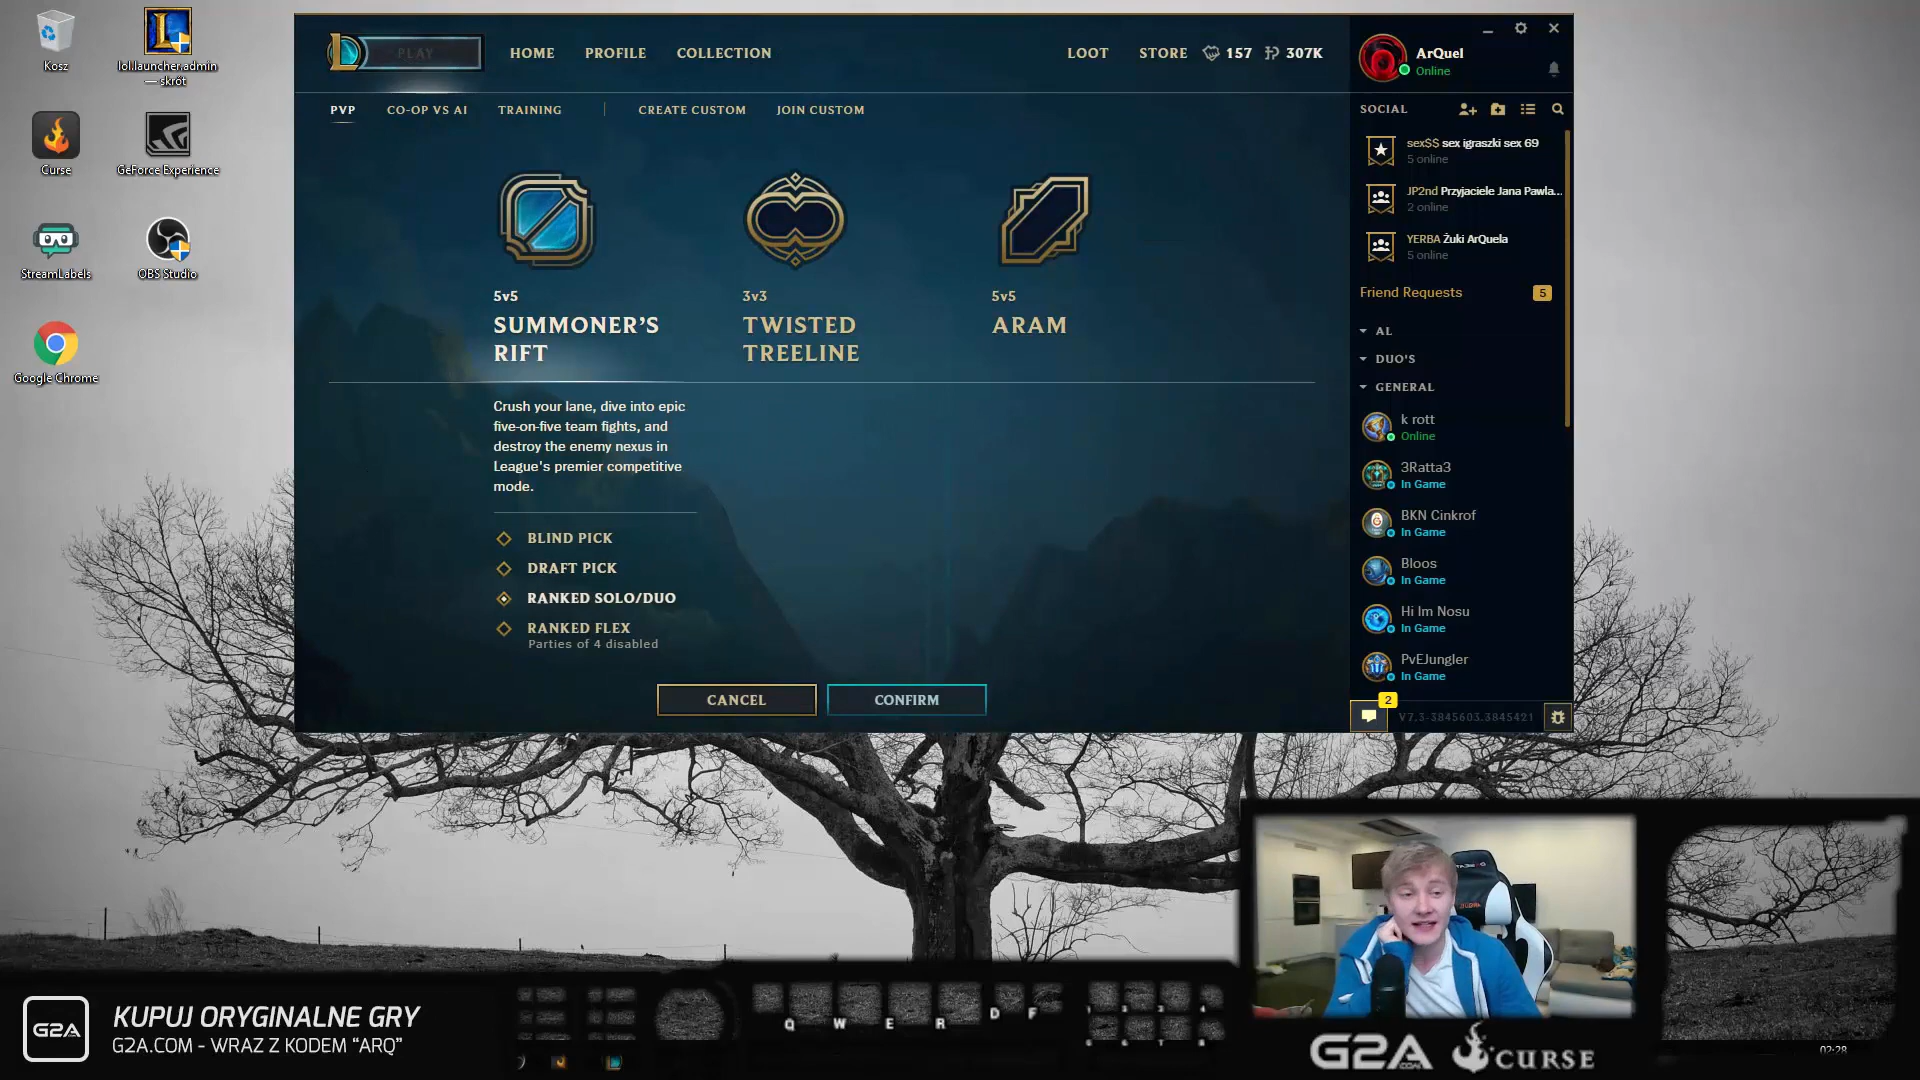 Kosz
lol.launcher.admin
— skrót
Curse
GeForce Experience
StreamLabels
OBS Studio
Google Chrome
PLAY
HOME
PROFILE
COLLECTION
LOOT
STORE
157
307K
ArQuel
Online
PVP
CO-OP VS AI
TRAINING
CREATE CUSTOM
JOIN CUSTOM
5v5
SUMMONER'S
RIFT
3v3
TWISTED
TREELINE
5v5
ARAM
Crush your lane, dive into epic
five-on-five team fights, and
destroy the enemy nexus in
League's premier competitive
mode.
BLIND PICK
DRAFT PICK
RANKED SOLO/DUO
RANKED FLEX
Parties of 4 disabled
CANCEL
CONFIRM
SOCIAL
sex$$ sex igraszki sex 69
5 online
JP2nd Przyjaciele Jana Pawla...
2 online
YERBA Żuki ArQuela
5 online
Friend Requests
5
AL
DUO'S
GENERAL
k rott
Online
3Ratta3
In Game
BKN Cinkrof
In Game
Bloos
In Game
Hi Im Nosu
In Game
PvEJungler
In Game
2
V7.3-3845603.3845421
G2A
KUPUJ ORYGINALNE GRY
G2A.COM - WRAZ Z KODEM "ARQ"
Q W E R D F
G2A
.COM
CURSE
02:28